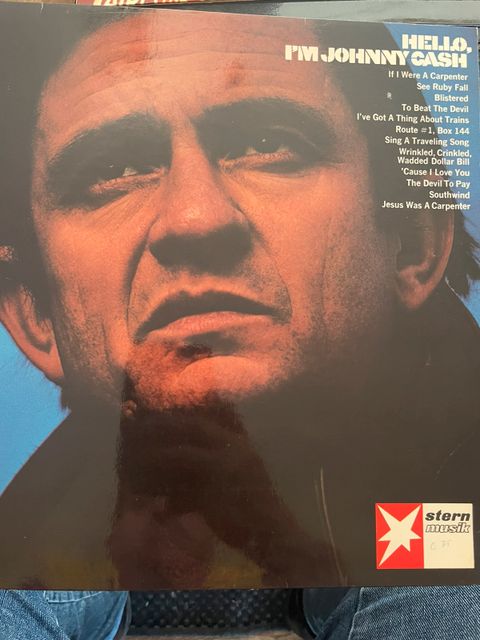 HELLO,
I'M JOHNNY CASH
If I Were A Carpenter
See Ruby Fall
Blistered
To Beat The Devil
I've Got A Thing About Trains
Route #1, Box 144
Sing A Traveling Song
Wrinkled, Crinkled,
Wadded Dollar Bill
'Cause I Love You
The Devil To Pay
Southwind
Jesus Was A Carpenter
stern
musik